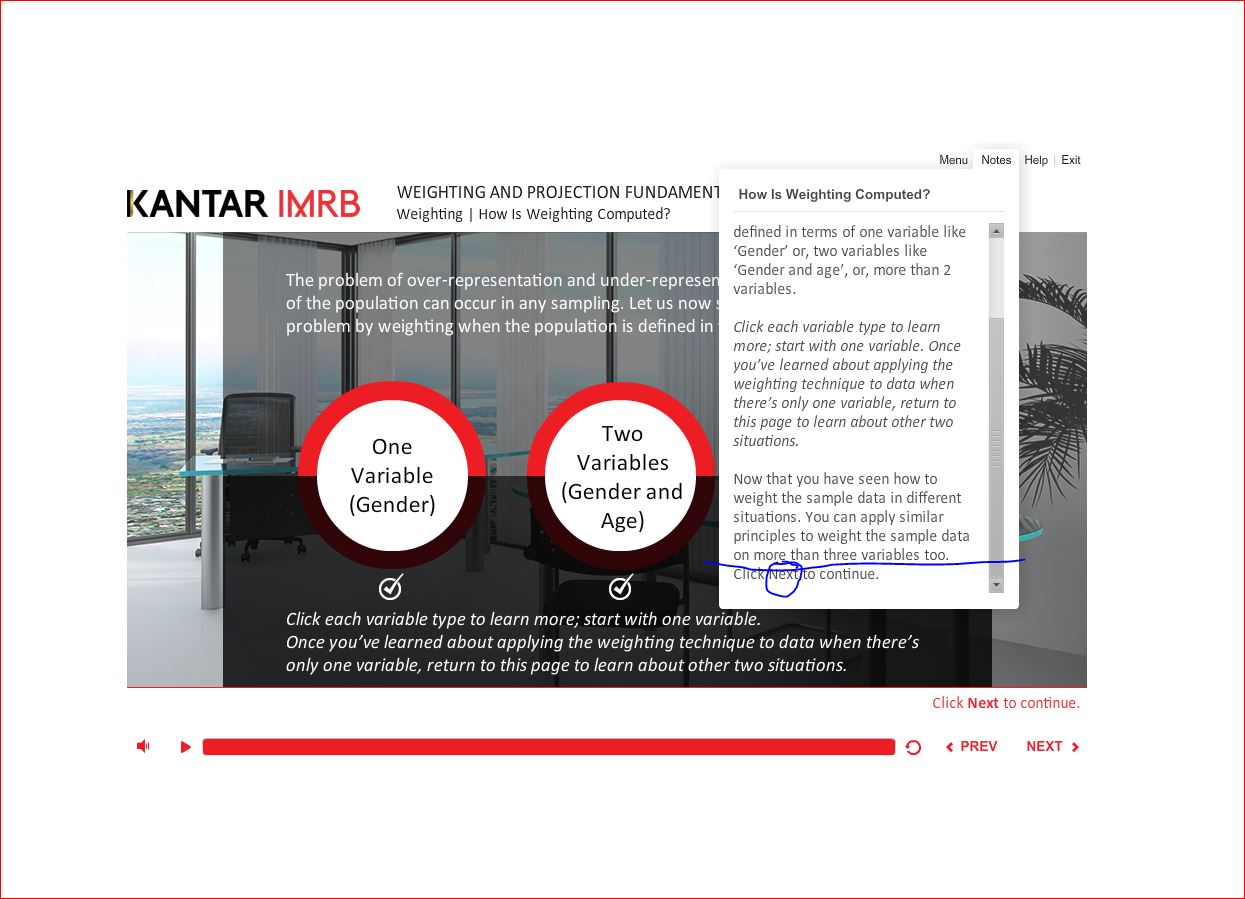 Menu Notes Help | Exit
KANTAR IMRB
WEIGHTING AND PROJECTION FUNDAMENT
Weighting | How Is Weighting Computed?
How Is Weighting Computed?
defined in terms of one variable like
‘Gender’ or, two variables like
‘Gender and age’, or, more than 2
variables.
Click each variable type to learn
more; start with one variable. Once
you’ve learned about applying the
weighting technique to data when
there’s only one variable, return to
this page to learn about other two
situations.
Now that you have seen how to
weight the sample data in different
situations. You can apply similar
principles to weight the sample data
on more than three variables too.
Click Next to continue.
The problem of over-representation and under-represen
of the population can occur in any sampling. Let us now s
problem by weighting when the population is defined in
One
Variable
(Gender)
Two
Variables
(Gender and
Age)
Click each variable type to learn more; start with one variable.
Once you’ve learned about applying the weighting technique to data when there’s
only one variable, return to this page to learn about other two situations.
Click Next to continue.
PREV NEXT